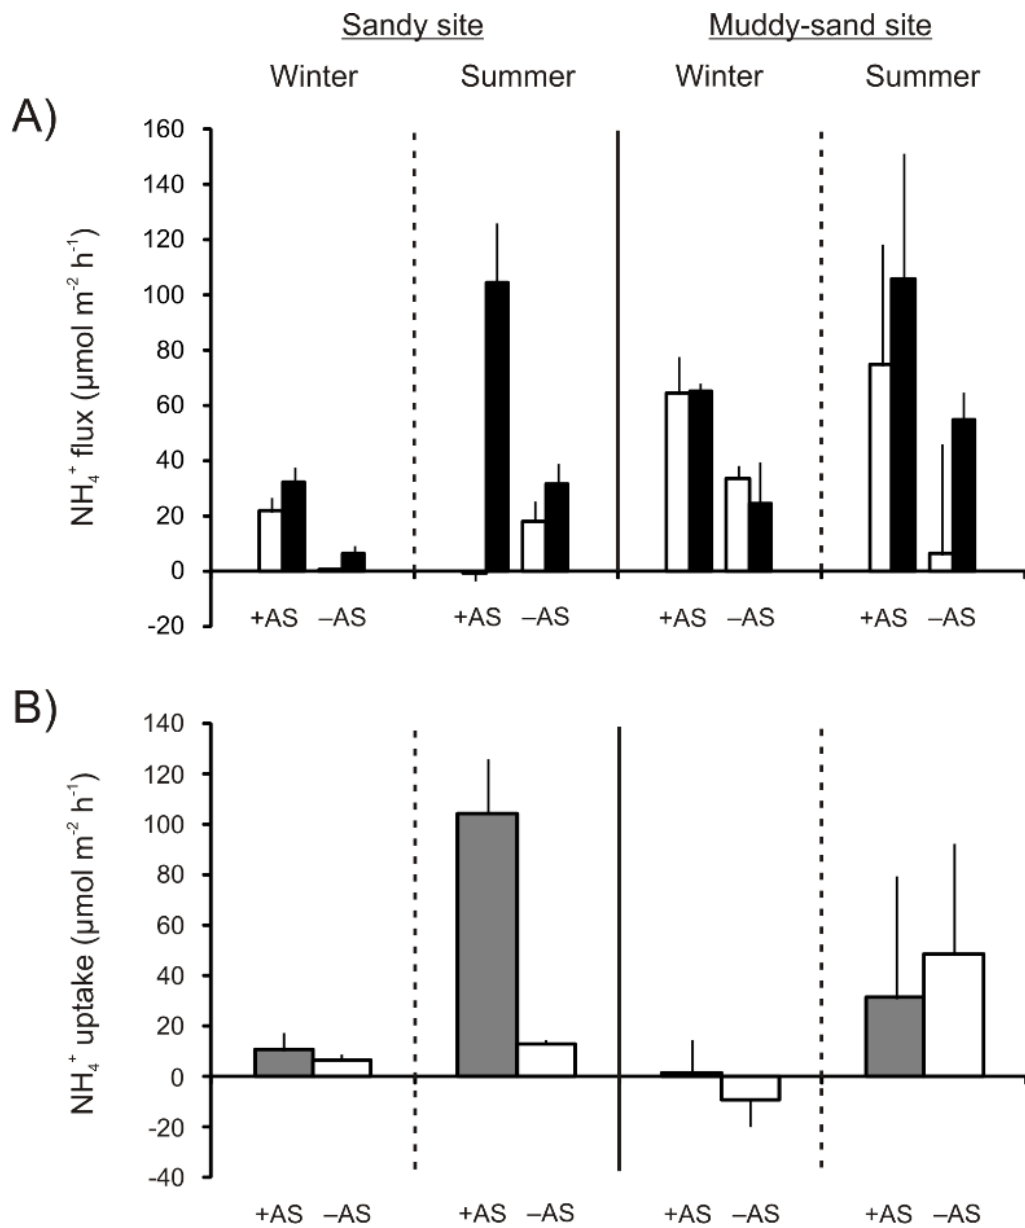 Sandy site Muddy-sand site
Winter Summer Winter Summer
A)
NH₄⁺ flux (µmol m⁻² h⁻¹)
160
140
120
100
80
60
40
20
0
-20
+AS –AS +AS –AS +AS –AS +AS –AS
B)
NH₄⁺ uptake (µmol m⁻² h⁻¹)
140
120
100
80
60
40
20
0
-20
-40
+AS –AS +AS –AS +AS –AS +AS –AS